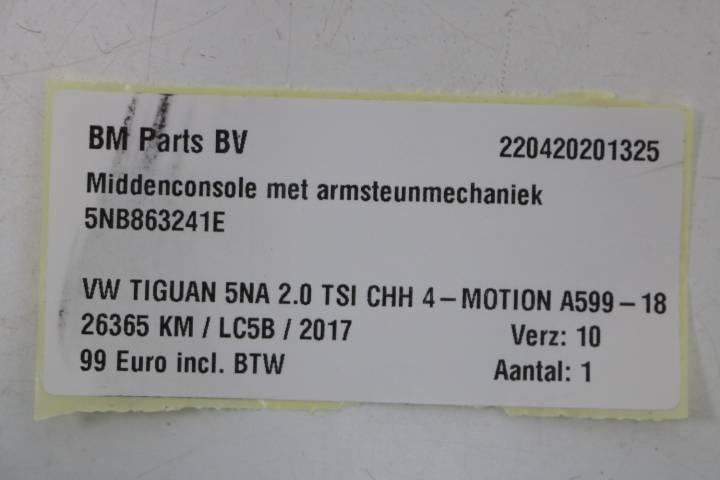 BM Parts BV 220420201325
Middenconsole met armsteunmechaniek
5NB863241E
VW TIGUAN 5NA 2.0 TSI CHH 4-MOTION A599-18
26365 KM / LC5B / 2017 Verz: 10
99 Euro incl. BTW Aantal: 1